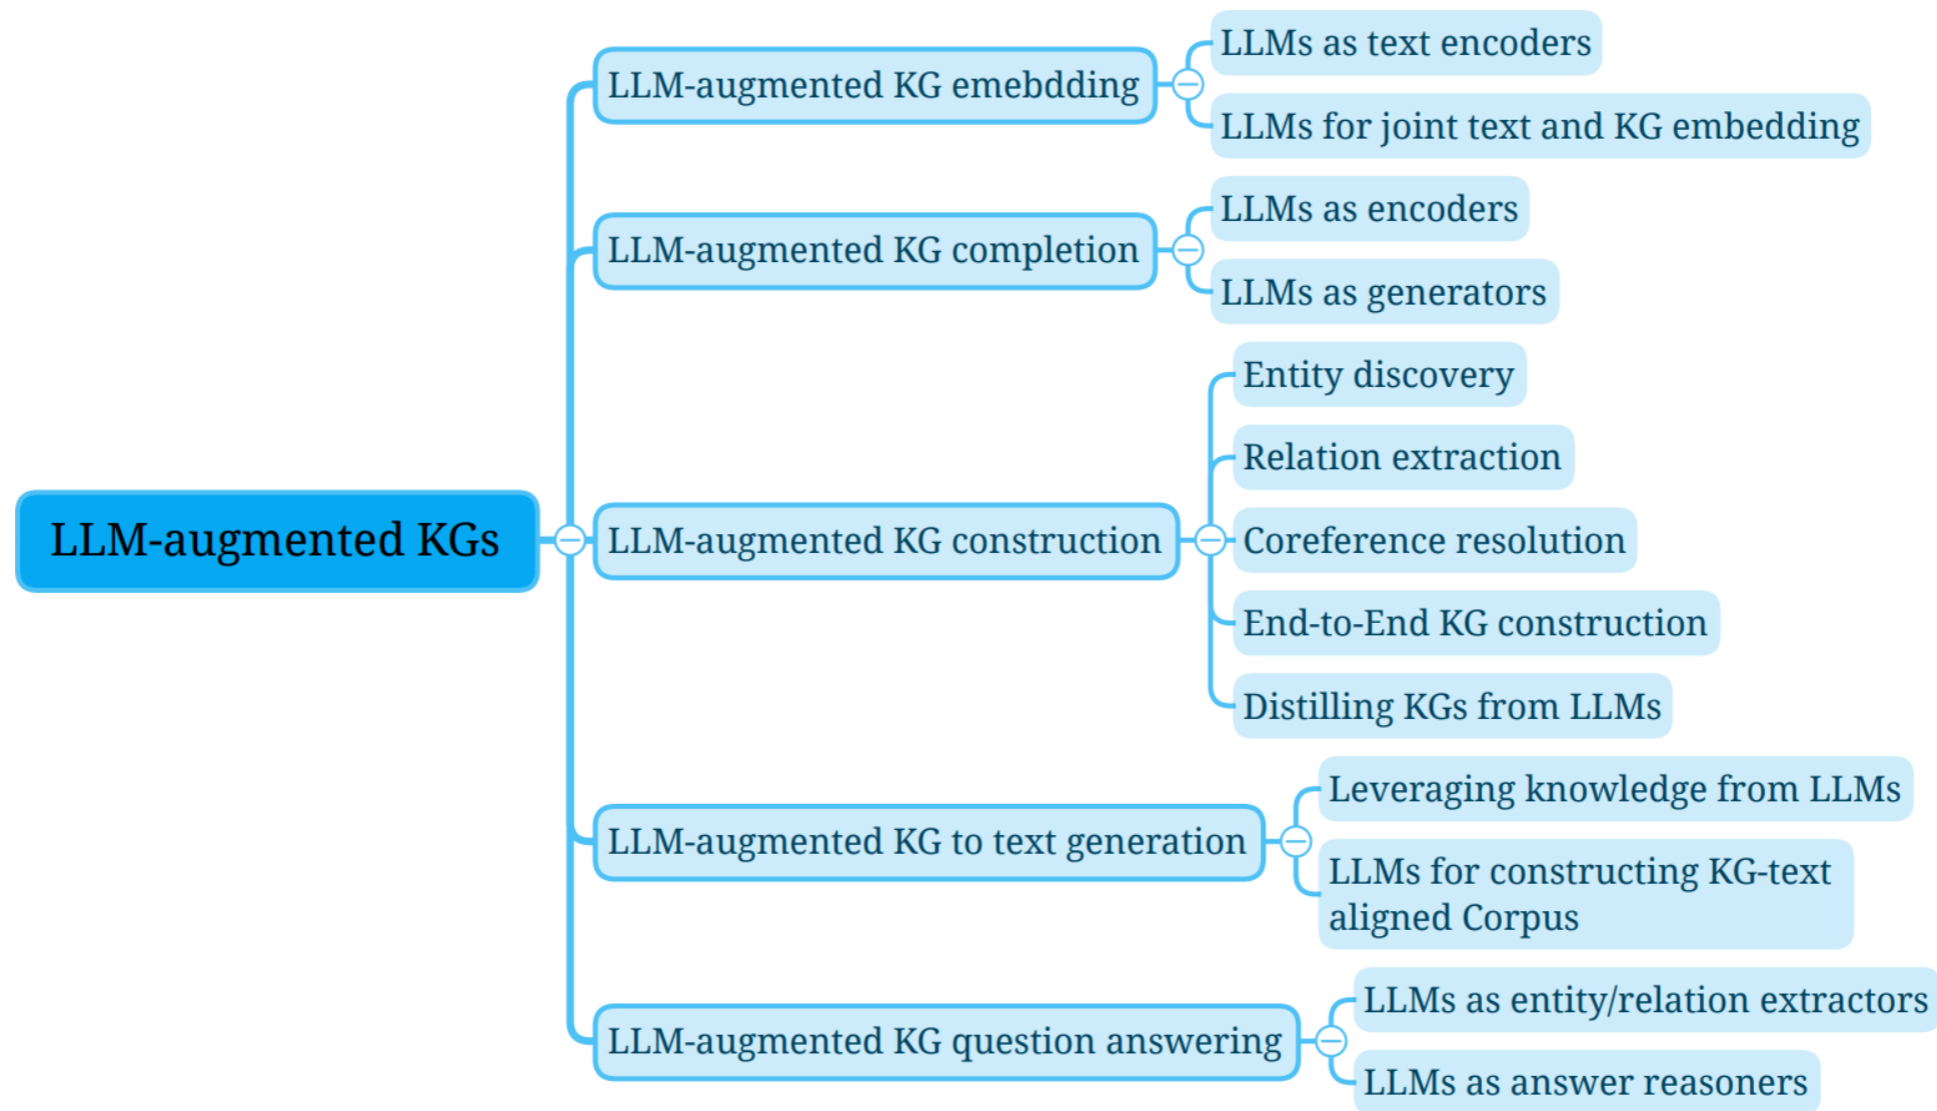 LLM-augmented KGs
LLM-augmented KG emebdding
LLMs as text encoders
LLMs for joint text and KG embedding
LLM-augmented KG completion
LLMs as encoders
LLMs as generators
LLM-augmented KG construction
Entity discovery
Relation extraction
Coreference resolution
End-to-End KG construction
Distilling KGs from LLMs
LLM-augmented KG to text generation
Leveraging knowledge from LLMs
LLMs for constructing KG-text
aligned Corpus
LLM-augmented KG question answering
LLMs as entity/relation extractors
LLMs as answer reasoners